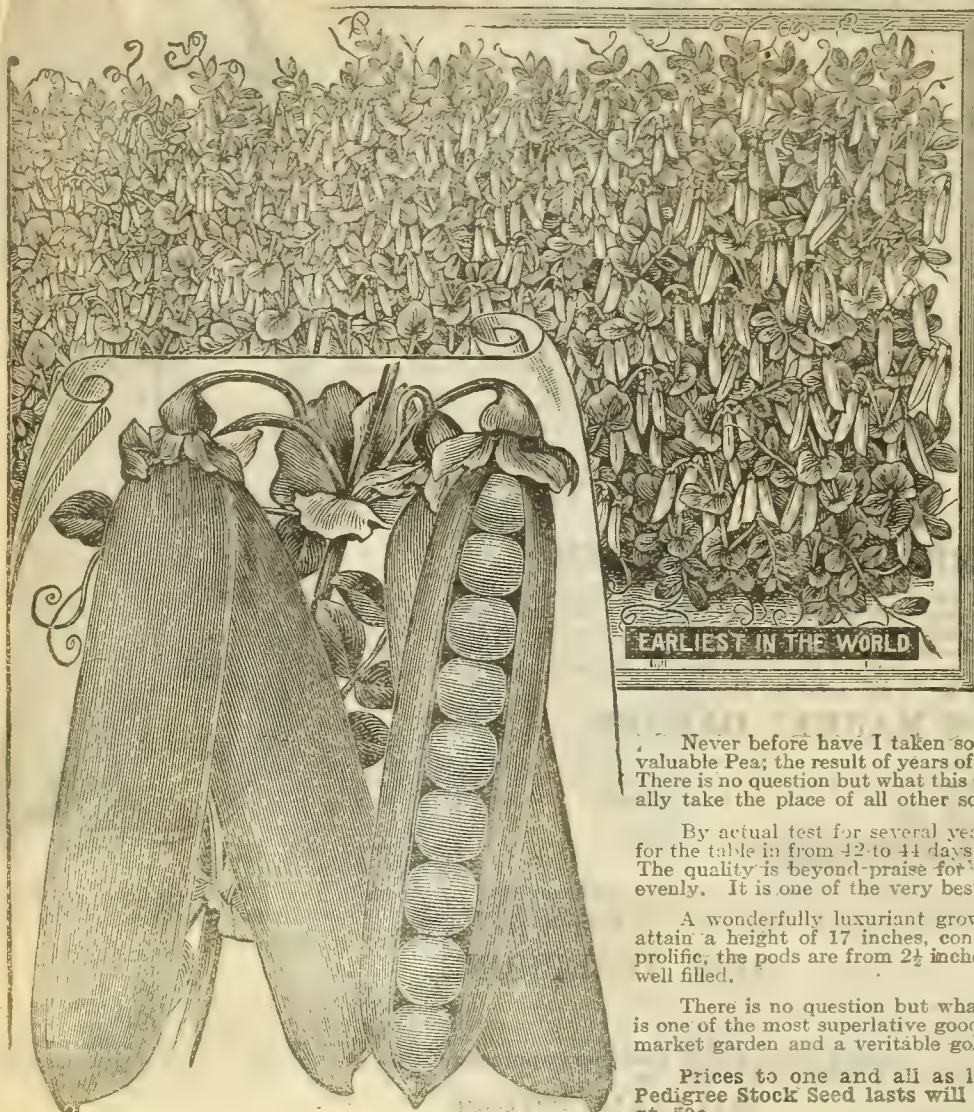 EARLIEST IN THE WORLD
Never before have I taken so
valuable Pea; the result of years of
There is no question but what this
ally take the place of all other so
By actual test for several ye
for the table in from 42 to 44 days
The quality is beyond praise for
evenly. It is one of the very bes
A wonderfully luxuriant grow
attain a height of 17 inches, con
prolific, the pods are from 2½ inche
well filled.
There is no question but wha
is one of the most superlative good
market garden and a veritable gol
Prices to one and all as l
Pedigree Stock Seed lasts will